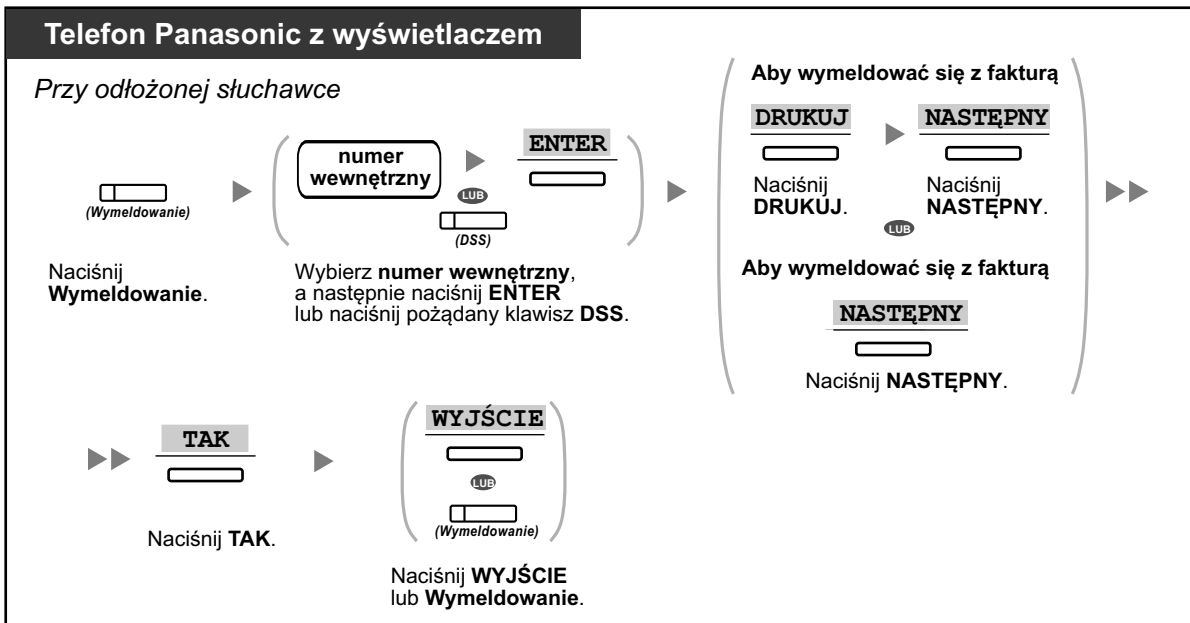 Telefon Panasonic z wyświetlaczem
Przy odłożonej słuchawce
(Wymeldowanie)
Naciśnij
Wymeldowanie.
numer
wewnętrzny
ENTER
LUB
(DSS)
Wybierz numer wewnętrzny,
a następnie naciśnij ENTER
lub naciśnij pożądany klawisz DSS.
Aby wymeldować się z fakturą
DRUKUJ
NASTĘPNY
Naciśnij
DRUKUJ.
Naciśnij
NASTĘPNY.
LUB
Aby wymeldować się z fakturą
NASTĘPNY
Naciśnij NASTĘPNY.
TAK
Naciśnij TAK.
WYJŚCIE
LUB
(Wymeldowanie)
Naciśnij WYJŚCIE
lub Wymeldowanie.